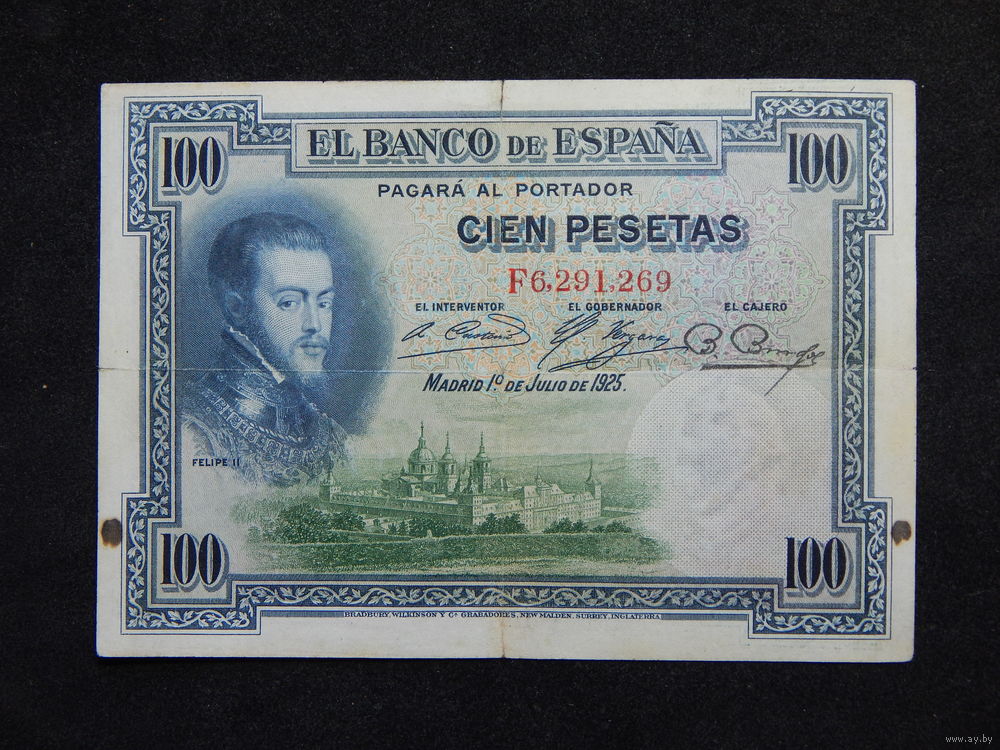 EL BANCO DE ESPAÑA
100 100
PAGARÁ AL PORTADOR
CIEN PESETAS
F6,291,269
EL INTERVENTOR EL GOBERNADOR EL CAJERO
MADRID 1º DE JULIO DE 1925.
FELIPE II
100 100
BRADBURY, WILKINSON Y Cª GRABADORES, NEW MALDEN, SURREY, INGLATERRA
www.ay.by